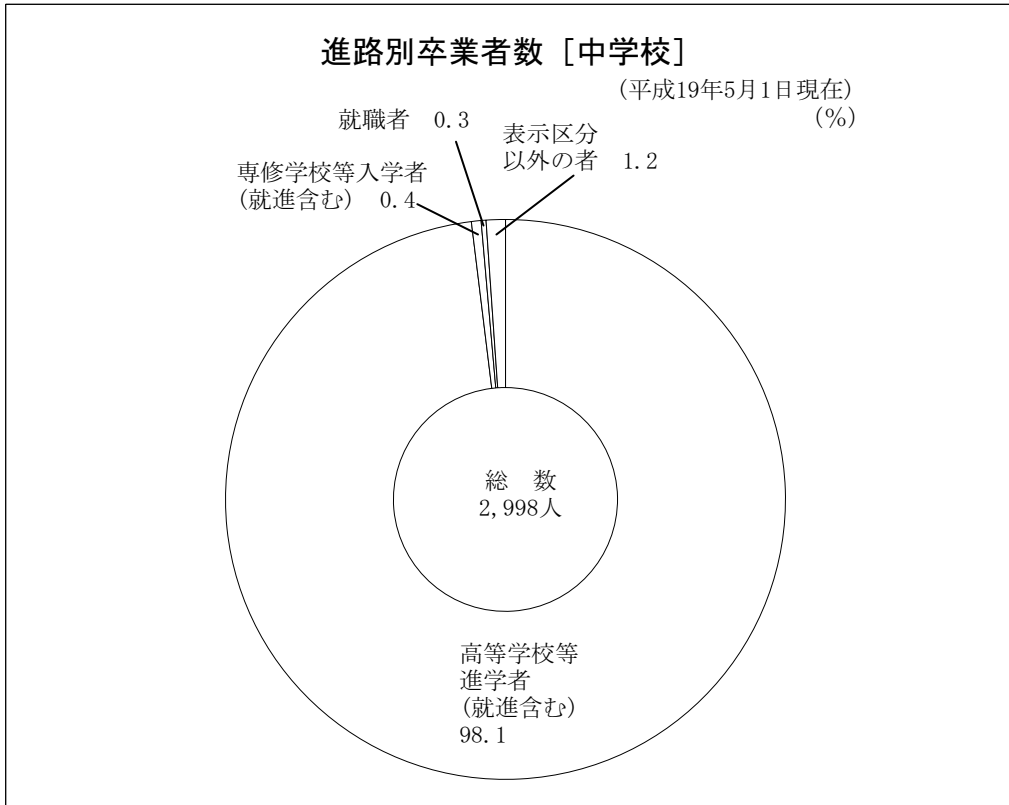 進路別卒業者数［中学校］
(平成19年5月1日現在)
(%)
就職者　0.3
表示区分
以外の者　1.2
専修学校等入学者
(就進含む)　0.4
総　数
2,998人
高等学校等
進学者
(就進含む)
98.1